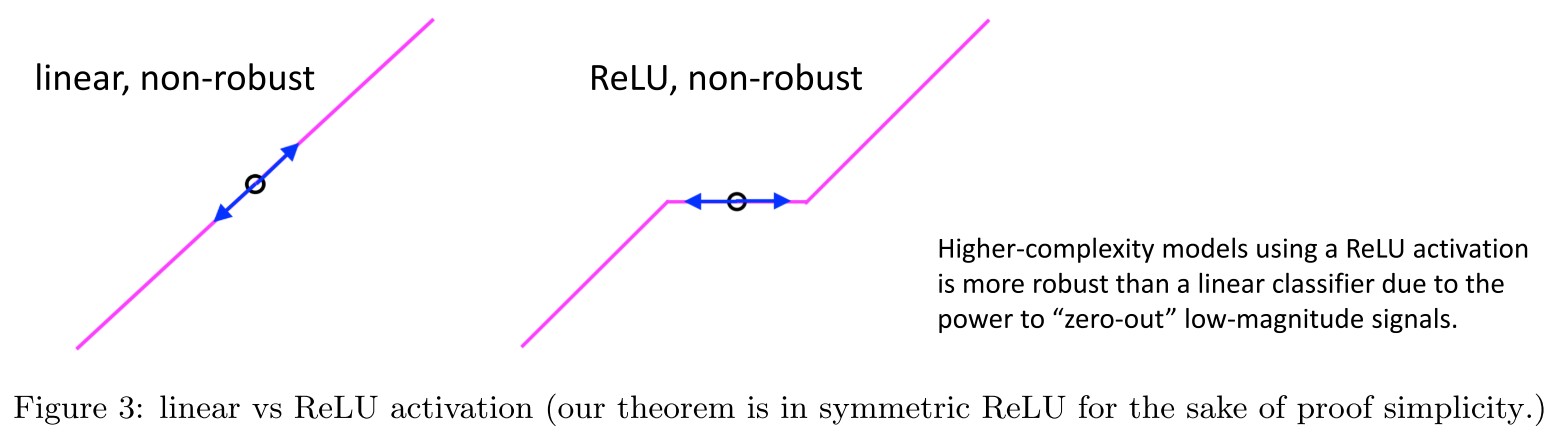 linear, non-robust
ReLU, non-robust
Higher-complexity models using a ReLU activation
is more robust than a linear classifier due to the
power to “zero-out” low-magnitude signals.
Figure 3: linear vs ReLU activation (our theorem is in symmetric ReLU for the sake of proof simplicity.)